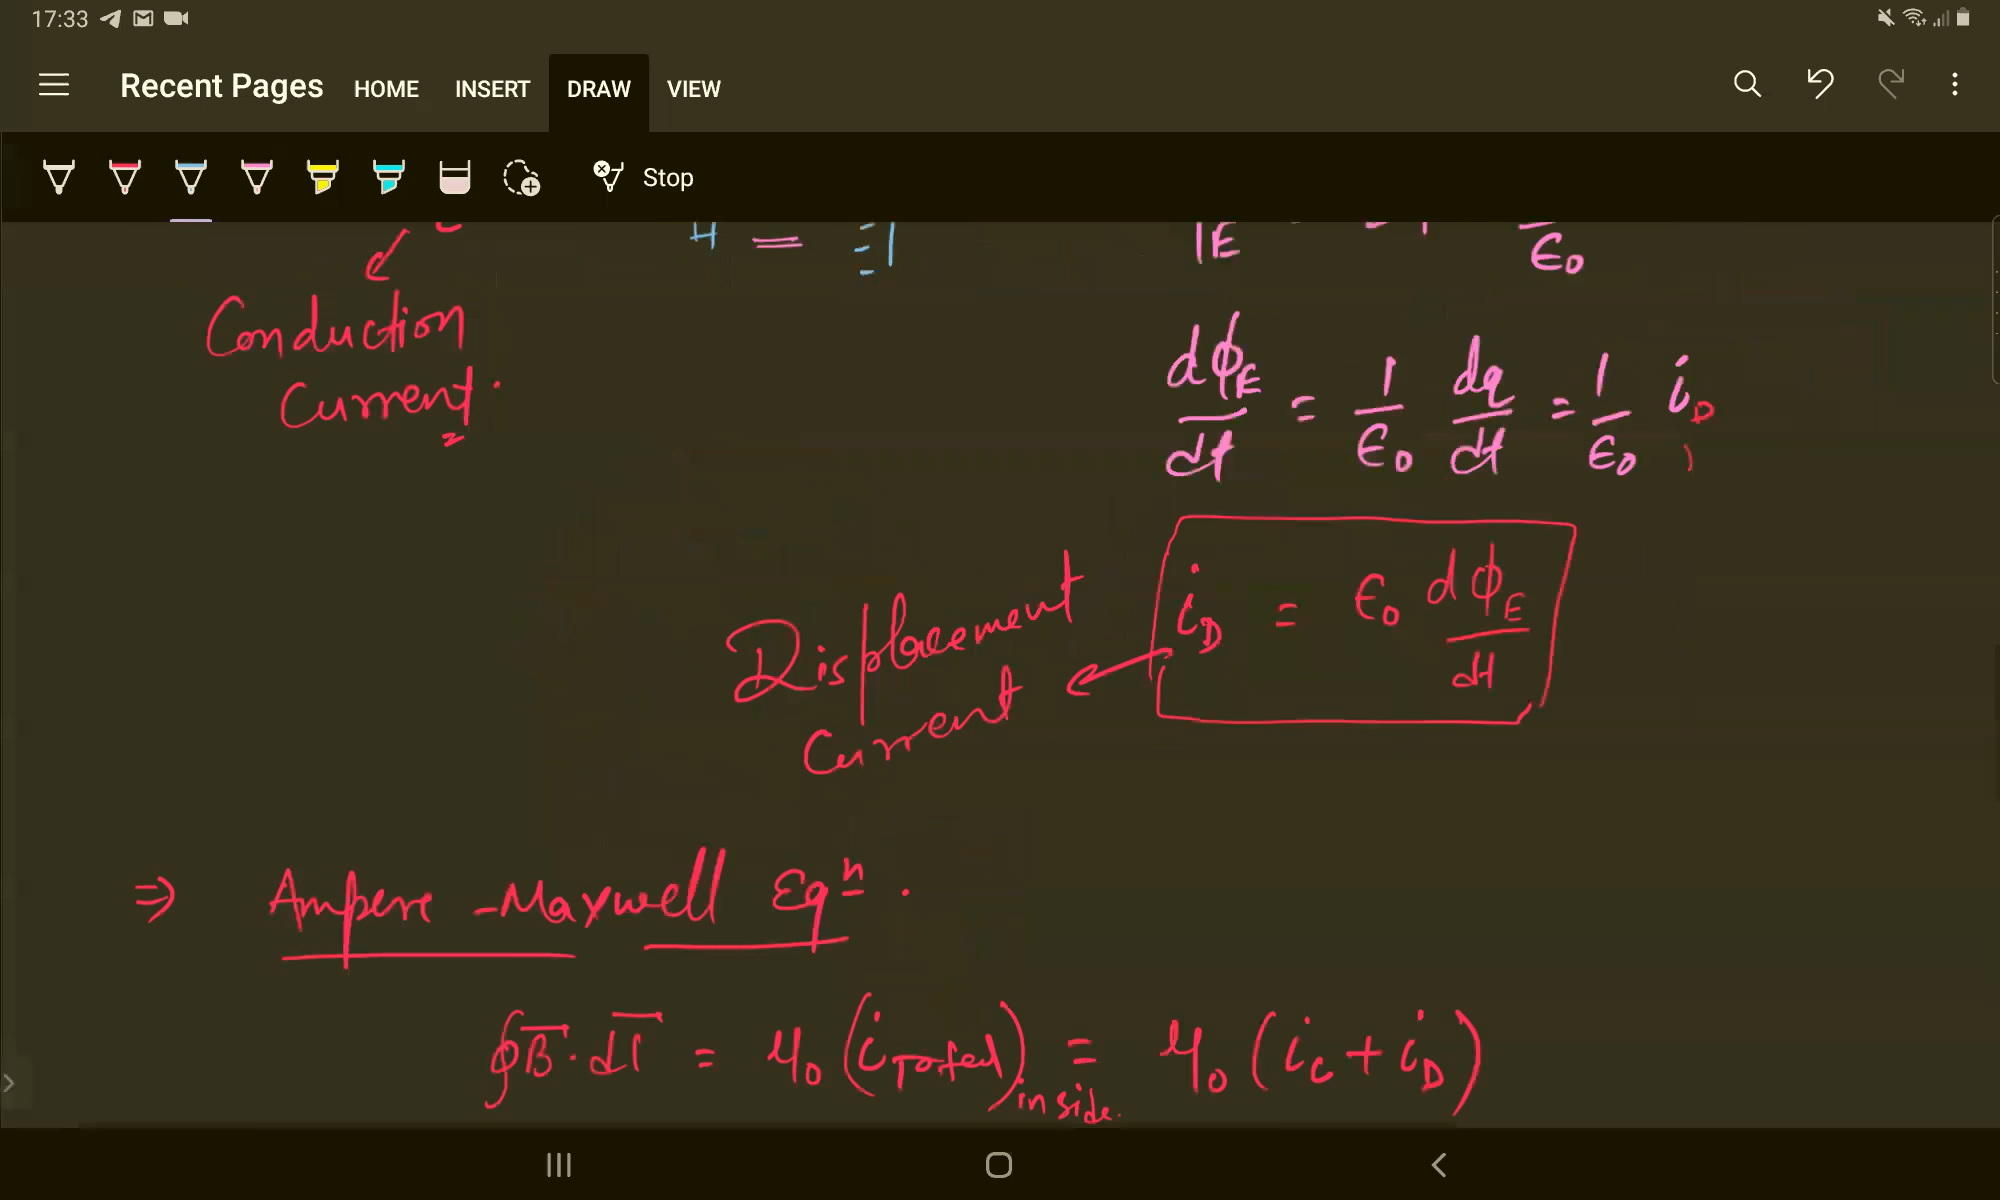 17:33
Recent Pages HOME INSERT DRAW VIEW
Stop
ϵ₀
Conduction
Current.
dϕ_E/dt = 1/ϵ₀ dq/dt = 1/ϵ₀ i_D
i_D = ϵ₀ dϕ_E/dt
Displacement
Current
⇒ Ampere -Maxwell Eqⁿ.
∮B̅·dl̅ = μ₀ (i_Total)inside. = μ₀ (i_c + i_D)